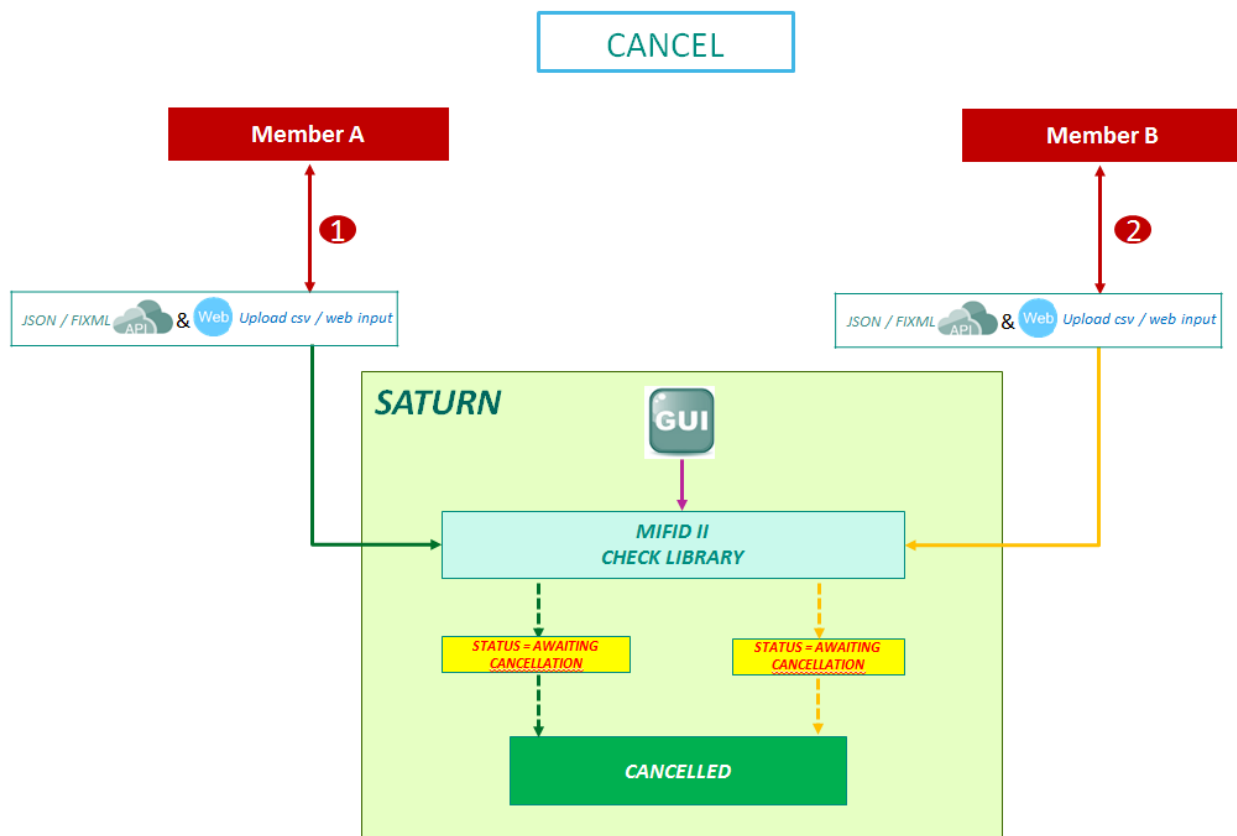 CANCEL
Member A
Member B
1
2
JSON / FIXML API & Web Upload csv / web input
JSON / FIXML API & Web Upload csv / web input
SATURN
GUI
MIFID II
CHECK LIBRARY
STATUS = AWAITING
CANCELLATION
STATUS = AWAITING
CANCELLATION
CANCELLED